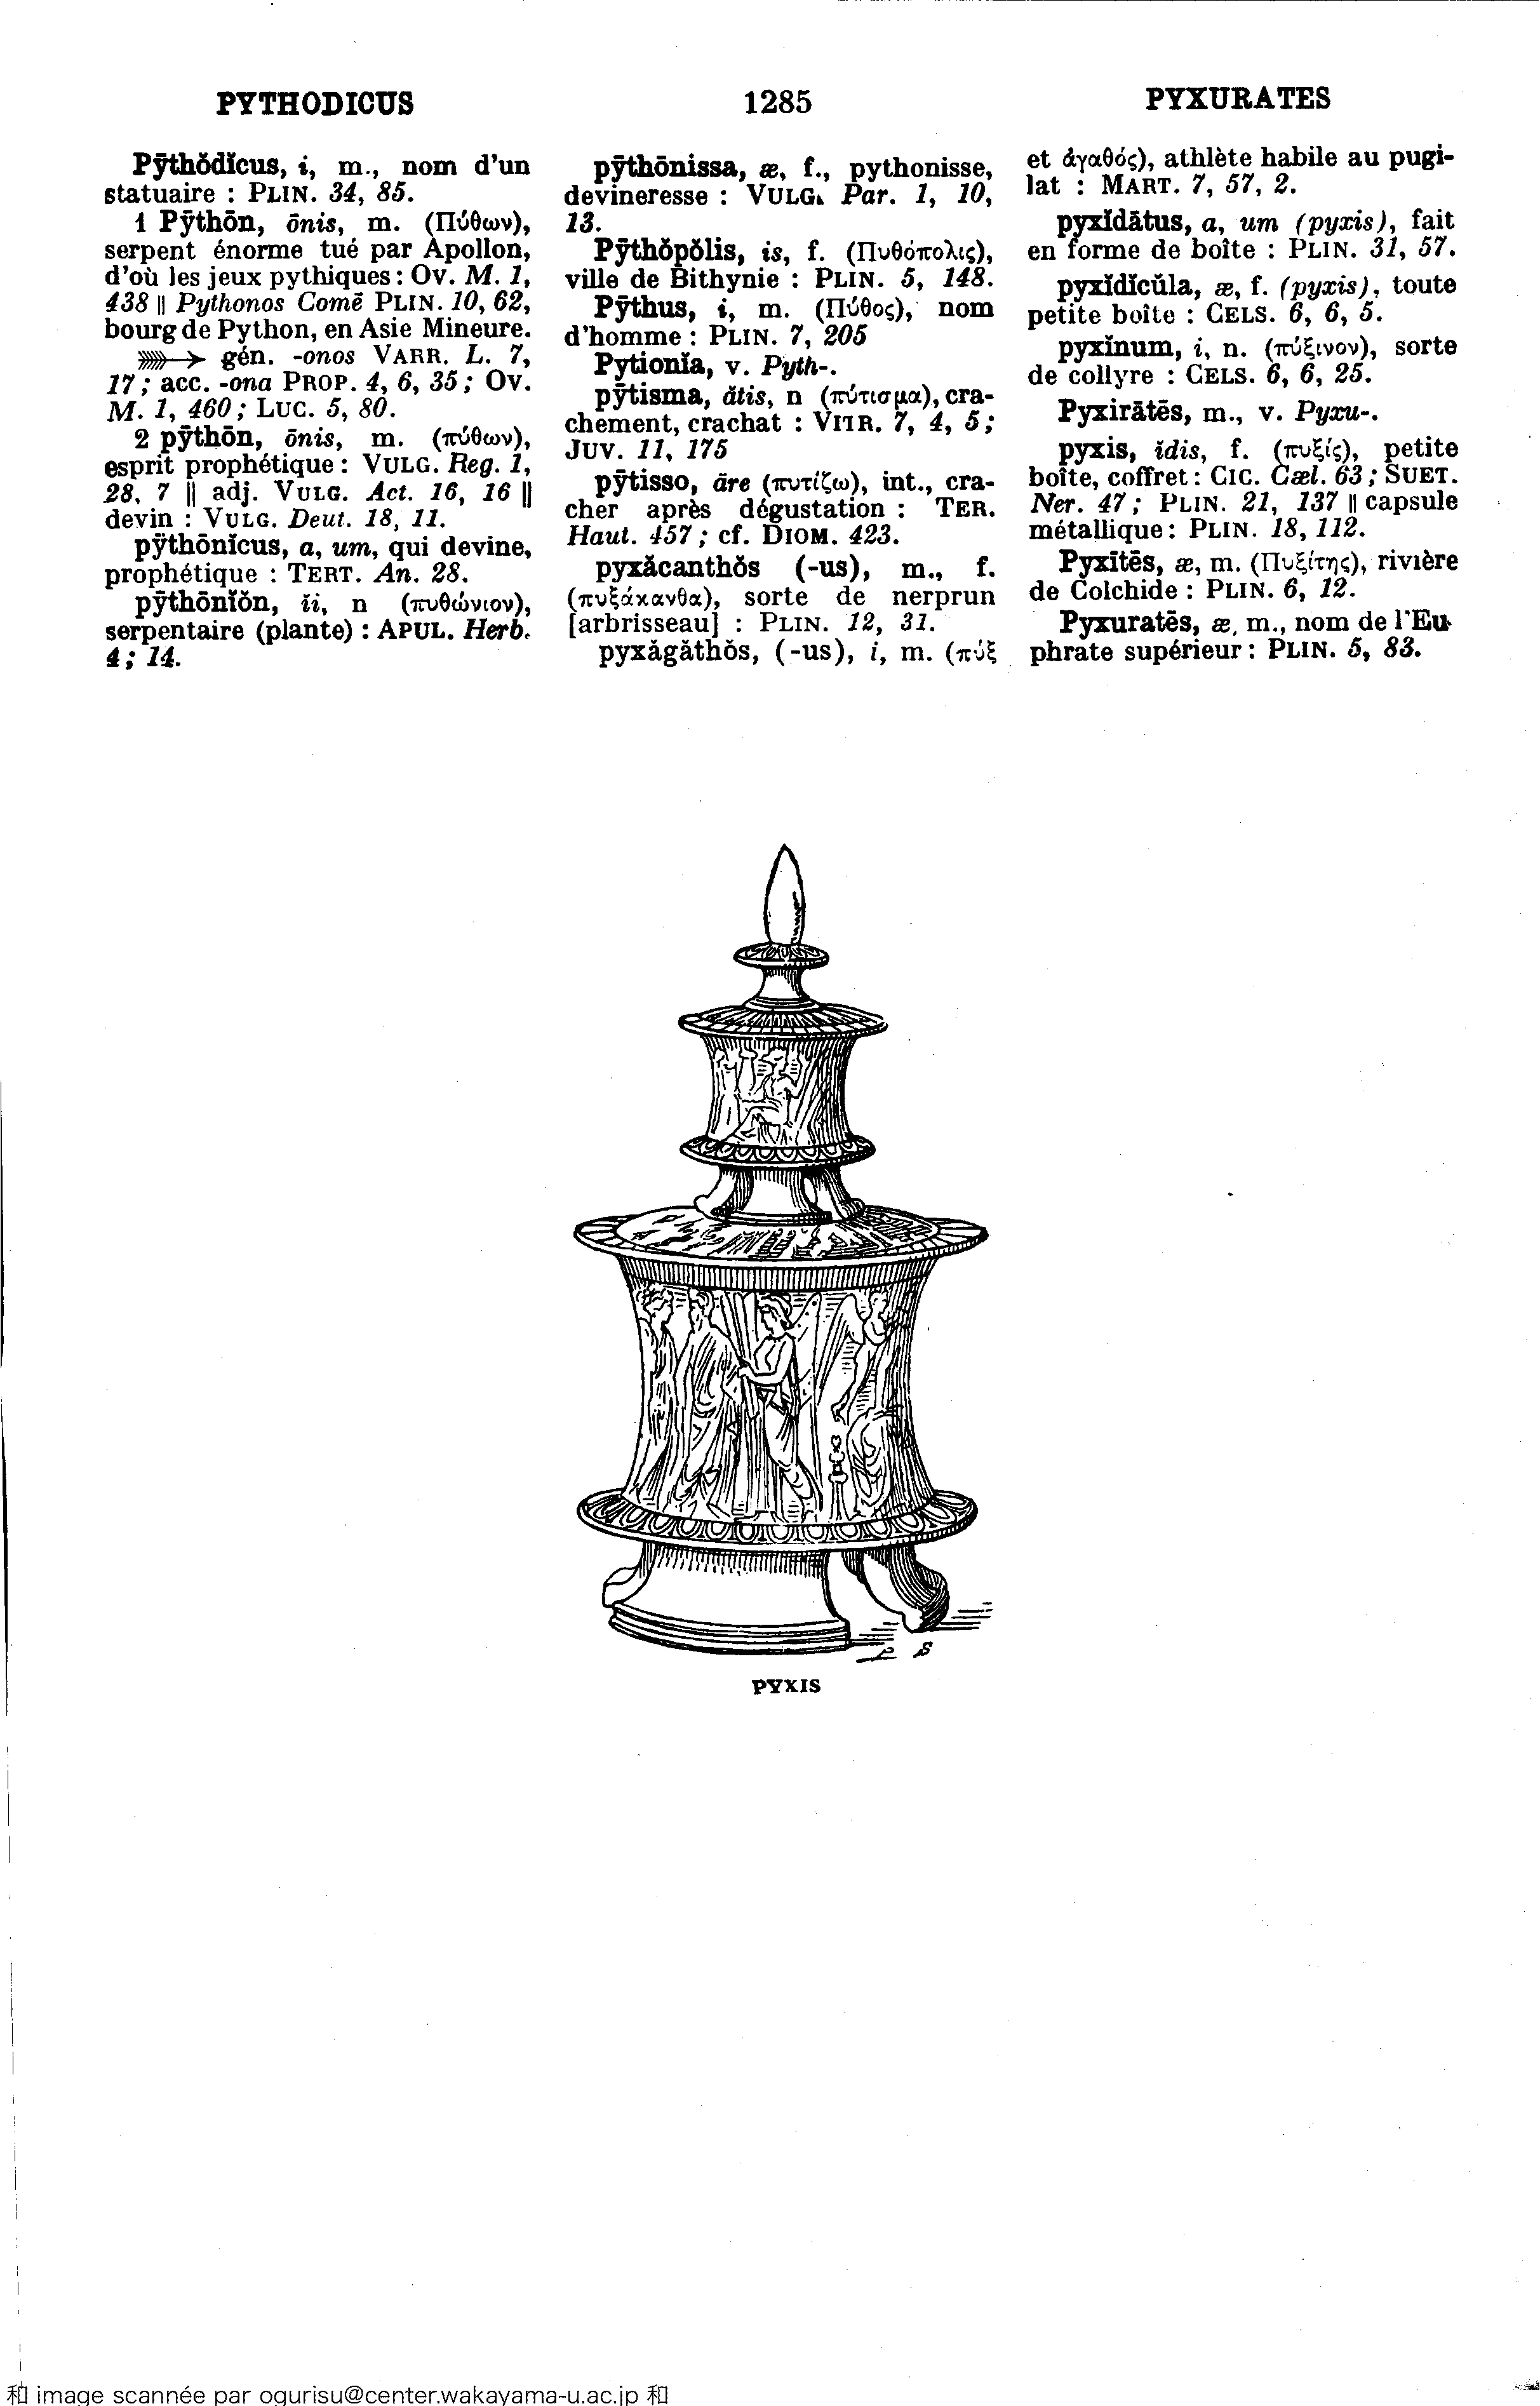 PYTHODICUS
1285
PYXURATES
Pȳthŏdĭcus, i, m., nom d'un
statuaire : PLIN. 34, 85.
1 Pȳthōn, ōnis, m. (Πύθων),
serpent énorme tué par Apollon,
d'où les jeux pythiques : OV. M. 1,
438 || Pythonos Comē PLIN. 10, 62,
bourg de Python, en Asie Mineure.
gén. -onos VARR. L. 7,
17 ; acc. -ona PROP. 4, 6, 35 ; OV.
M. 1, 460 ; LUC. 5, 80.
2 pȳthōn, ōnis, m. (πύθων),
esprit prophétique : VULG. Reg. 1,
28, 7 || adj. VULG. Act. 16, 16 ||
devin : VULG. Deut. 18, 11.
pȳthōnĭcus, a, um, qui devine,
prophétique : TERT. An. 28.
pȳthōnĭŏn, ĭi, n (πυθώνιον),
serpentaire (plante) : APUL. Herb.
4 ; 14.
pȳthōnissa, æ, f., pythonisse,
devineresse : VULG. Par. 1, 10,
13.
Pȳthŏpŏlis, is, f. (Πυθόπολις),
ville de Bithynie : PLIN. 5, 148.
Pȳthus, i, m. (Πύθος), nom
d'homme : PLIN. 7, 205
Pytionĭa, v. Pyth-.
pȳtisma, ătis, n (πύτισμα), cra-
chement, crachat : VITR. 7, 4, 5 ;
JUV. 11, 175
pȳtisso, āre (πυτίζω), int., cra-
cher après dégustation : TER.
Haut. 457 ; cf. DIOM. 423.
pyxăcanthŏs (-us), m., f.
(πυξάκανθα), sorte de nerprun
[arbrisseau] : PLIN. 12, 31.
pyxăgăthŏs, (-us), i, m. (πύξ
et ἀγαθός), athlète habile au pugi-
lat : MART. 7, 57, 2.
pyxĭdātus, a, um (pyxis), fait
en forme de boîte : PLIN. 31, 57.
pyxĭdĭcŭla, æ, f. (pyxis), toute
petite boîte : CELS. 6, 6, 5.
pyxĭnum, i, n. (πύξινον), sorte
de collyre : CELS. 6, 6, 25.
Pyxirātēs, m., v. Pyxu-.
pyxis, ĭdis, f. (πυξίς), petite
boîte, coffret : CIC. Cæl. 63 ; SUET.
Ner. 47 ; PLIN. 21, 137 || capsule
métallique : PLIN. 18, 112.
Pyxītēs, æ, m. (Πυξίτης), rivière
de Colchide : PLIN. 6, 12.
Pyxuratēs, æ, m., nom de l'Eu-
phrate supérieur : PLIN. 5, 83.
P S
PYXIS
和 image scannée par ogurisu@center.wakayama-u.ac.jp 和